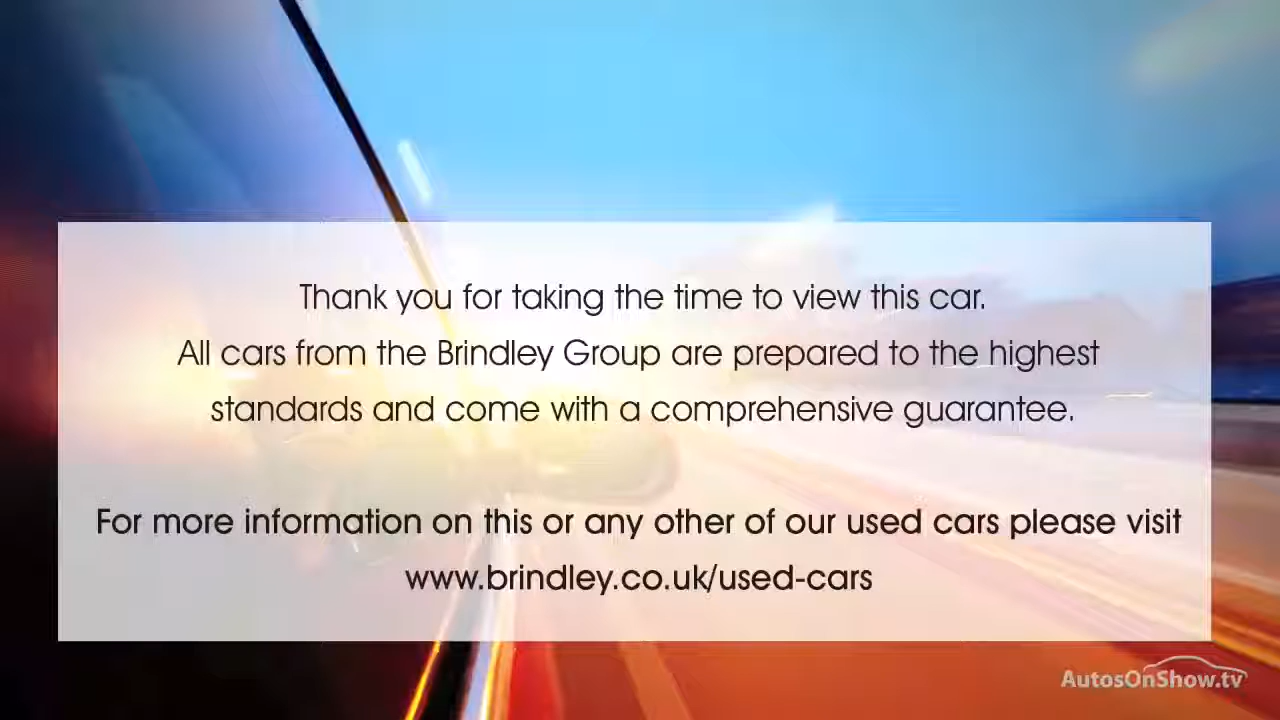 Thank you for taking the time to view this car.
All cars from the Brindley Group are prepared to the highest
standards and come with a comprehensive guarantee.
For more information on this or any other of our used cars please visit
www.brindley.co.uk/used-cars
AutosOnShow.tv